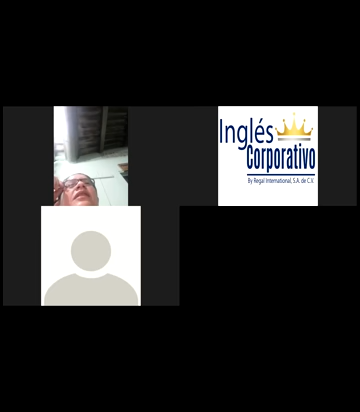 Inglés
Corporativo
By Regal International, S.A. de C.V.